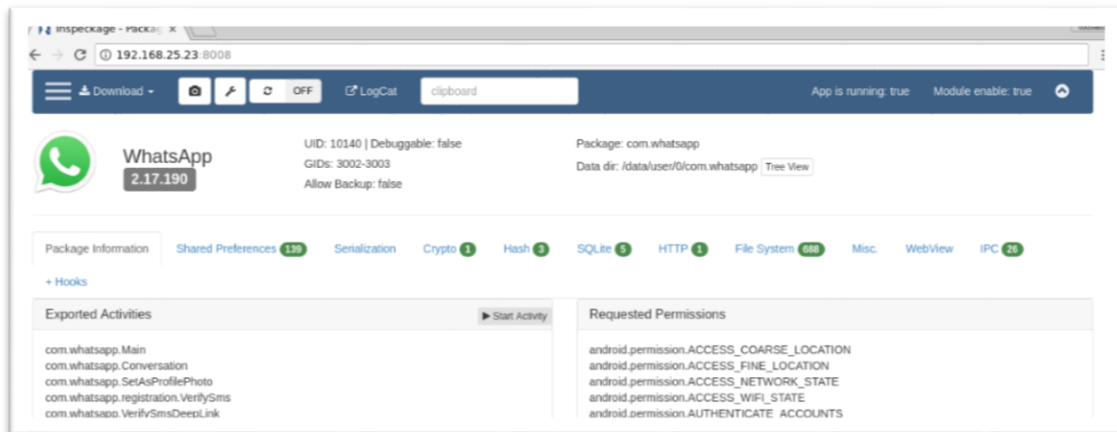 Inspeckage - Packag
192.168.25.23:8008
Download
OFF
LogCat
clipboard
App is running: true
Module enable: true
WhatsApp
2.17.190
UID: 10140 | Debuggable: false
GIDs: 3002-3003
Allow Backup: false
Package: com.whatsapp
Data dir: /data/user/0/com.whatsapp Tree View
Package Information Shared Preferences 139 Serialization Crypto 1 Hash 3 SQLite 5 HTTP 1 File System 688 Misc. WebView IPC 26
+ Hooks
Exported Activities
Start Activity
com.whatsapp.Main
com.whatsapp.Conversation
com.whatsapp.SetAsProfilePhoto
com.whatsapp.registration.VerifySms
com.whatsapp.VerifySmsDeepLink
Requested Permissions
android.permission.ACCESS_COARSE_LOCATION
android.permission.ACCESS_FINE_LOCATION
android.permission.ACCESS_NETWORK_STATE
android.permission.ACCESS_WIFI_STATE
android.permission.AUTHENTICATE_ACCOUNTS